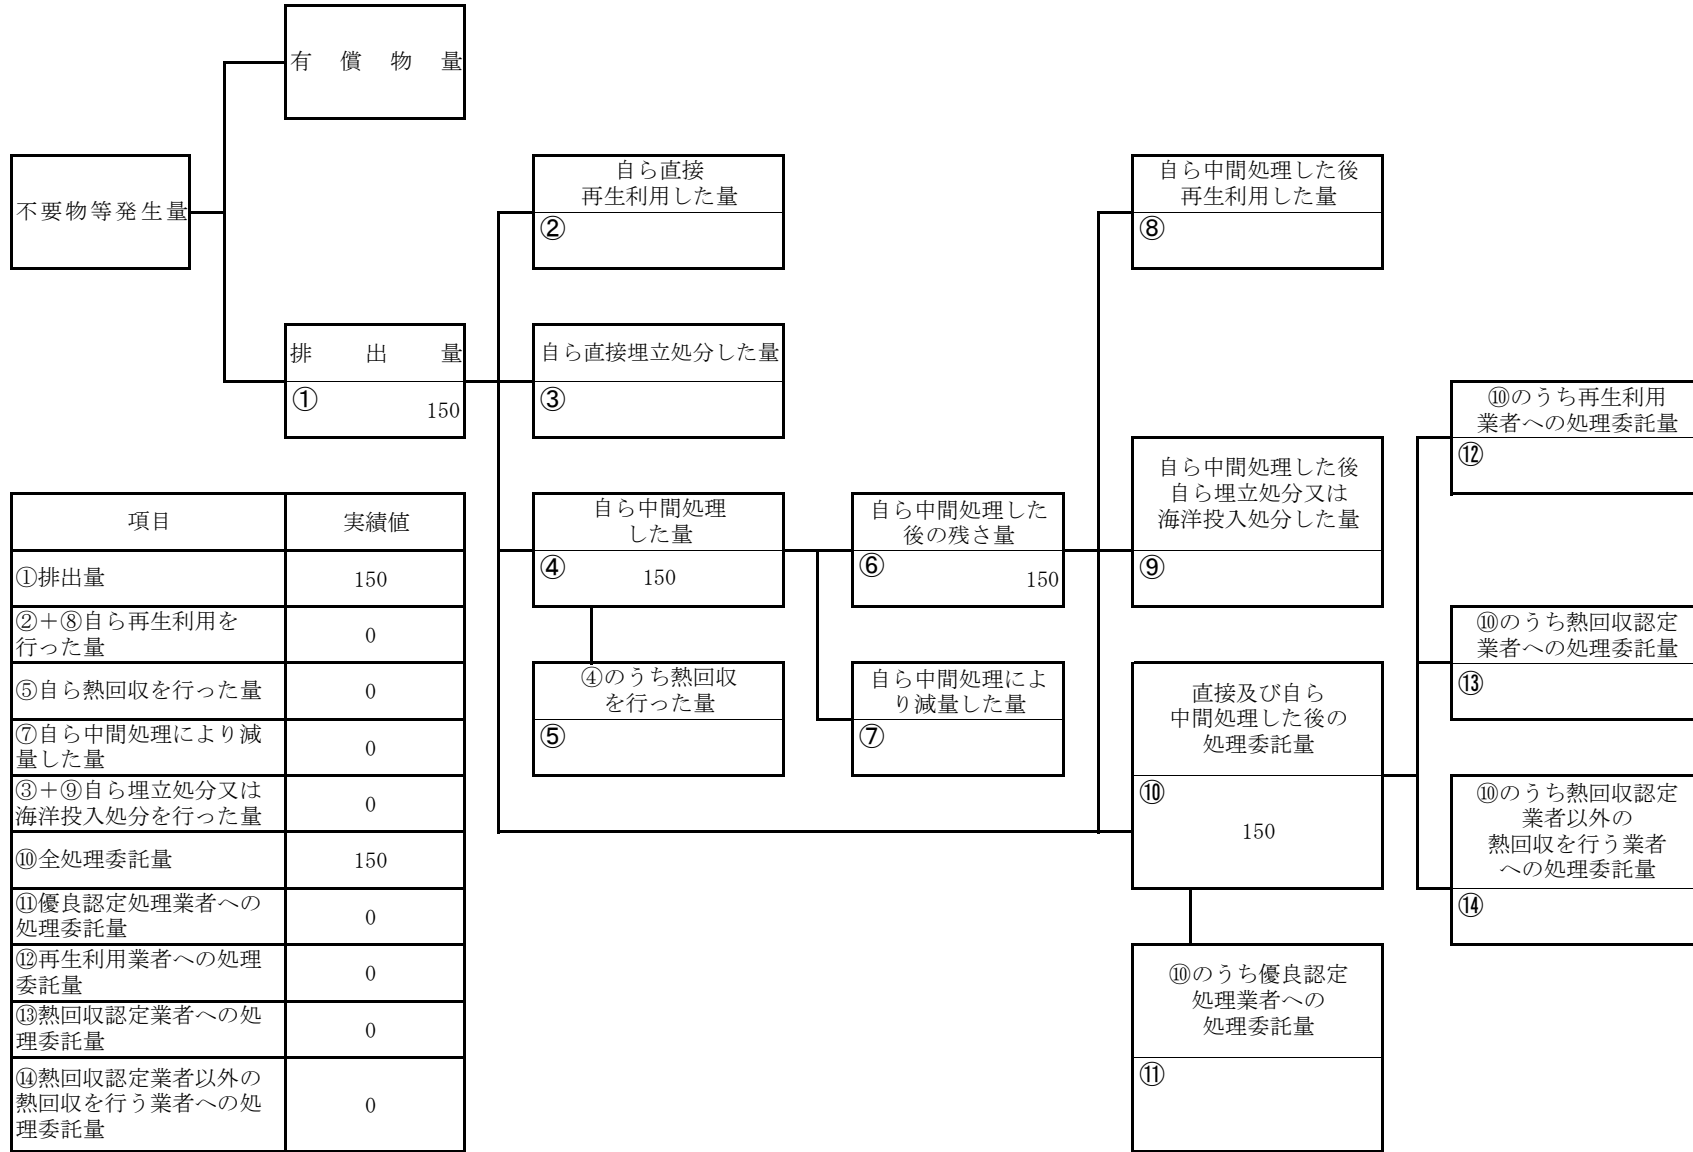 有償物量
不要物等発生量
排出量
①
150
自ら直接
再生利用した量
②
自ら直接埋立処分した量
③
自ら中間処理
した量
④
150
④のうち熱回収
を行った量
⑤
自ら中間処理した
後の残さ量
⑥
150
自ら中間処理によ
り減量した量
⑦
自ら中間処理した後
再生利用した量
⑧
自ら中間処理した後
自ら埋立処分又は
海洋投入処分した量
⑨
直接及び自ら
中間処理した後の
処理委託量
⑩
150
⑩のうち優良認定
処理業者への
処理委託量
⑪
⑩のうち再生利用
業者への処理委託量
⑫
⑩のうち熱回収認定
業者への処理委託量
⑬
⑩のうち熱回収認定
業者以外の
熱回収を行う業者
への処理委託量
⑭
項目 実績値
①排出量 150
②+⑧自ら再生利用を
行った量 0
⑤自ら熱回収を行った量 0
⑦自ら中間処理により減
量した量 0
③+⑨自ら埋立処分又は
海洋投入処分を行った量 0
⑩全処理委託量 150
⑪優良認定処理業者への
処理委託量 0
⑫再生利用業者への処理
委託量 0
⑬熱回収認定業者への処
理委託量 0
⑭熱回収認定業者以外の
熱回収を行う業者への処
理委託量 0